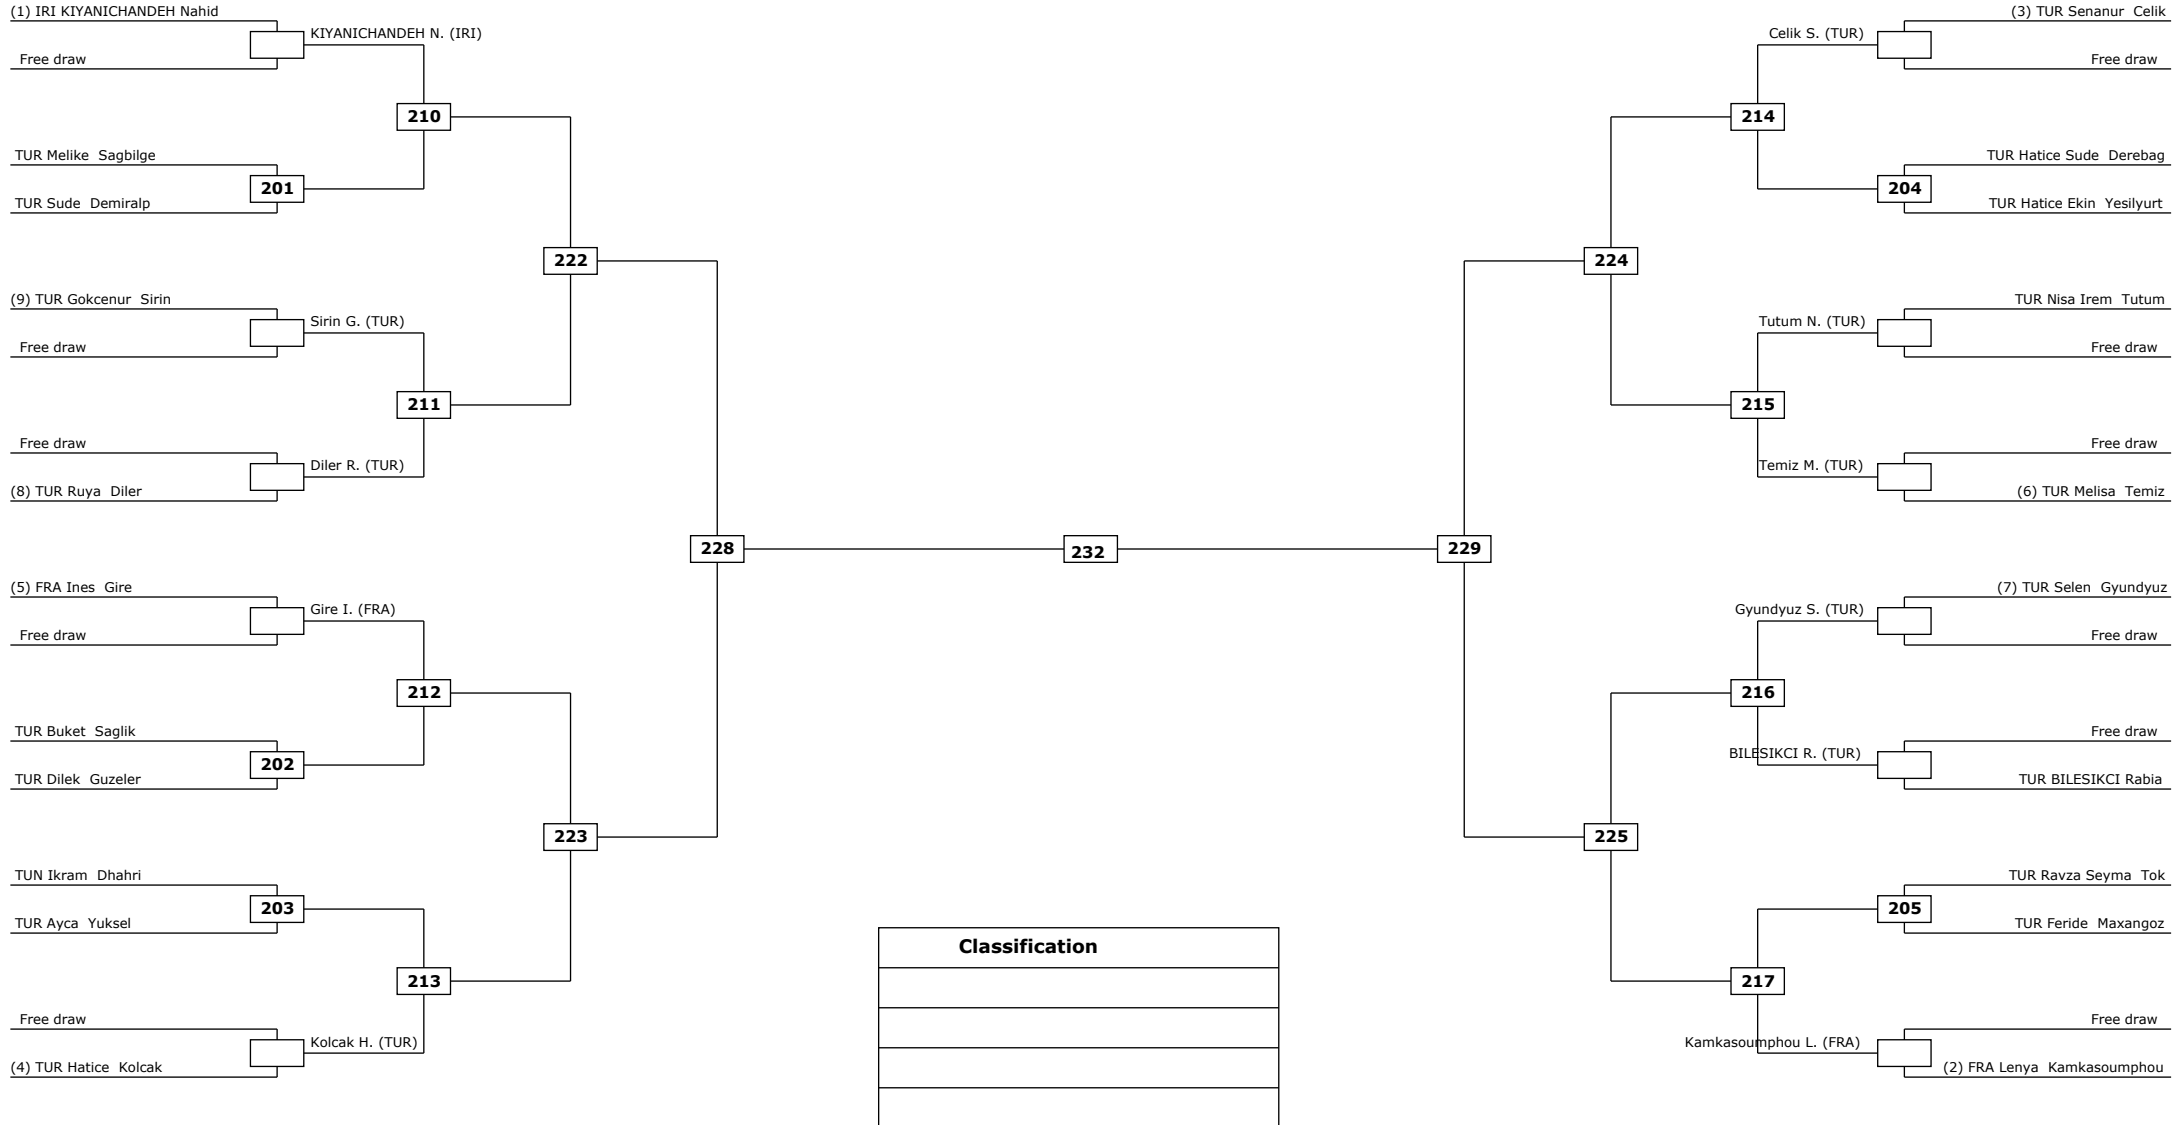 (1) IRI KIYANICHANDEH Nahid
KIYANICHANDEH N. (IRI)
Free draw
210
TUR Melike Sagbilge
201
TUR Sude Demiralp
222
(9) TUR Gokcenur Sirin
Sirin G. (TUR)
Free draw
211
Free draw
Diler R. (TUR)
(8) TUR Ruya Diler
228
(5) FRA Ines Gire
Gire I. (FRA)
Free draw
212
TUR Buket Saglik
202
TUR Dilek Guzeler
223
TUN Ikram Dhahri
203
TUR Ayca Yuksel
213
Free draw
Kolcak H. (TUR)
(4) TUR Hatice Kolcak
232
Classification
(3) TUR Senanur Celik
Celik S. (TUR)
Free draw
214
TUR Hatice Sude Derebag
204
TUR Hatice Ekin Yesilyurt
224
TUR Nisa Irem Tutum
Tutum N. (TUR)
Free draw
215
Free draw
Temiz M. (TUR)
(6) TUR Melisa Temiz
229
(7) TUR Selen Gyundyuz
Gyundyuz S. (TUR)
Free draw
216
Free draw
BILESIKCI R. (TUR)
TUR BILESIKCI Rabia
225
TUR Ravza Seyma Tok
205
TUR Feride Maxangoz
217
Free draw
Kamkasoumphou L. (FRA)
(2) FRA Lenya Kamkasoumphou